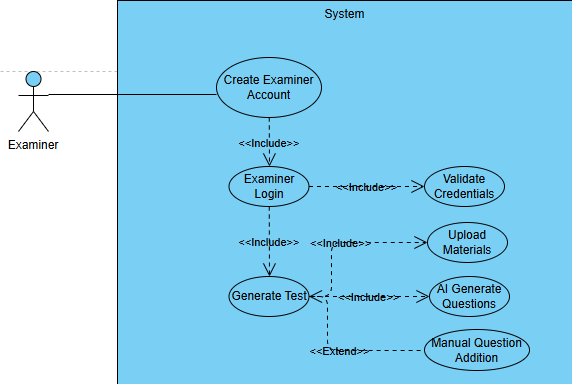 System
Create Examiner
Account
Examiner
<<Include>>
Examiner
Login
<<Include>>
Validate
Credentials
<<Include>>
<<Include>>
Upload
Materials
Generate Test
<<Include>>
AI Generate
Questions
<<Extend>>
Manual Question
Addition